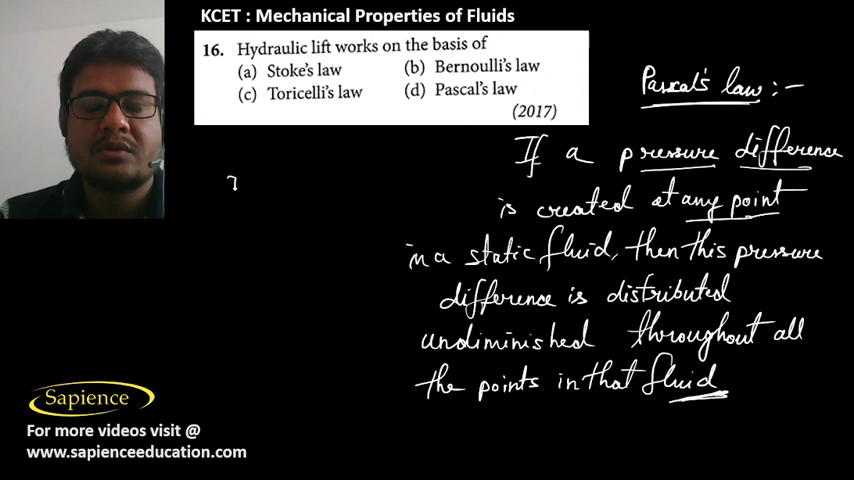 KCET : Mechanical Properties of Fluids
16. Hydraulic lift works on the basis of
(a) Stoke's law (b) Bernoulli's law
(c) Toricelli's law (d) Pascal's law
(2017)
Pascal's law :-
If a pressure difference
is created at any point
in a static fluid, then this pressure
difference is distributed
undiminished throughout all
the points in that fluid
Sapience
For more videos visit @
www.sapienceeducation.com